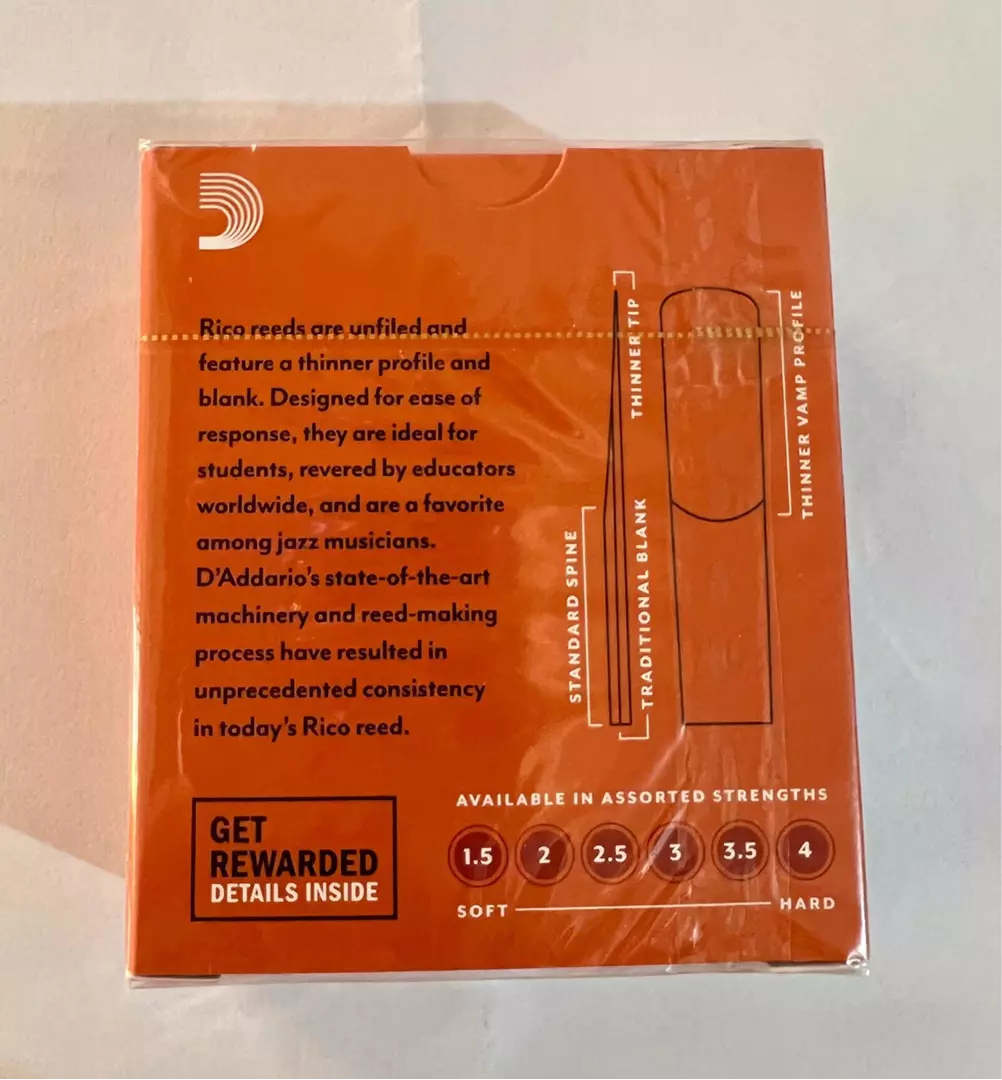 Rico reeds are unfiled and
feature a thinner profile and
blank. Designed for ease of
response, they are ideal for
students, revered by educators
worldwide, and are a favorite
among jazz musicians.
D'Addario's state-of-the-art
machinery and reed-making
process have resulted in
unprecedented consistency
in today's Rico reed.
THINNER TIP
THINNER VAMP PROFILE
STANDARD SPINE
TRADITIONAL BLANK
GET
REWARDED
DETAILS INSIDE
AVAILABLE IN ASSORTED STRENGTHS
1.5 2 2.5 3 3.5 4
SOFT HARD